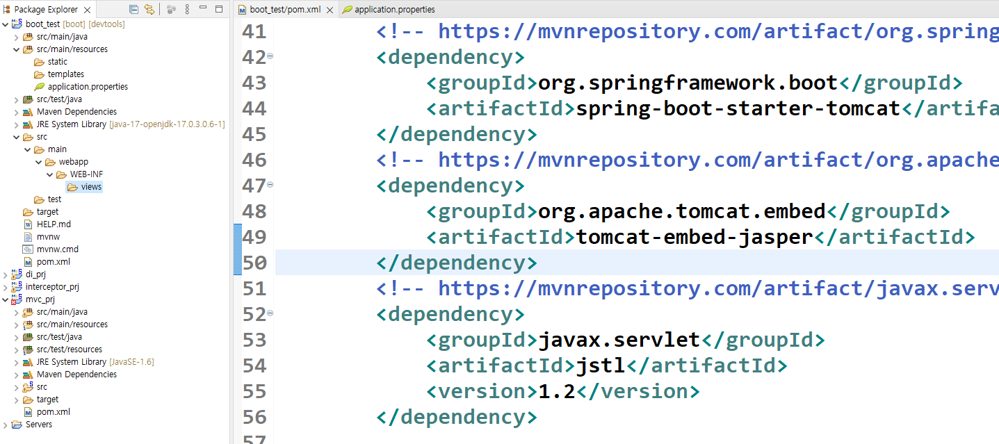 Package Explorer
boot_test [boot] [devtools]
src/main/java
src/main/resources
static
templates
application.properties
src/test/java
Maven Dependencies
JRE System Library [java-17-openjdk-17.0.3.0.6-1]
src
main
webapp
WEB-INF
views
test
target
HELP.md
mvnw
mvnw.cmd
pom.xml
di_prj
interceptor_prj
mvc_prj
src/main/java
src/main/resources
src/test/java
src/test/resources
JRE System Library [JavaSE-1.6]
Maven Dependencies
src
target
pom.xml
Servers
boot_test/pom.xml
application.properties
41 <!-- https://mvnrepository.com/artifact/org.spring
42 <dependency>
43 <groupId>org.springframework.boot</groupId>
44 <artifactId>spring-boot-starter-tomcat</artifa
45 </dependency>
46 <!-- https://mvnrepository.com/artifact/org.apache
47 <dependency>
48 <groupId>org.apache.tomcat.embed</groupId>
49 <artifactId>tomcat-embed-jasper</artifactId>
50 </dependency>
51 <!-- https://mvnrepository.com/artifact/javax.serv
52 <dependency>
53 <groupId>javax.servlet</groupId>
54 <artifactId>jstl</artifactId>
55 <version>1.2</version>
56 </dependency>
57